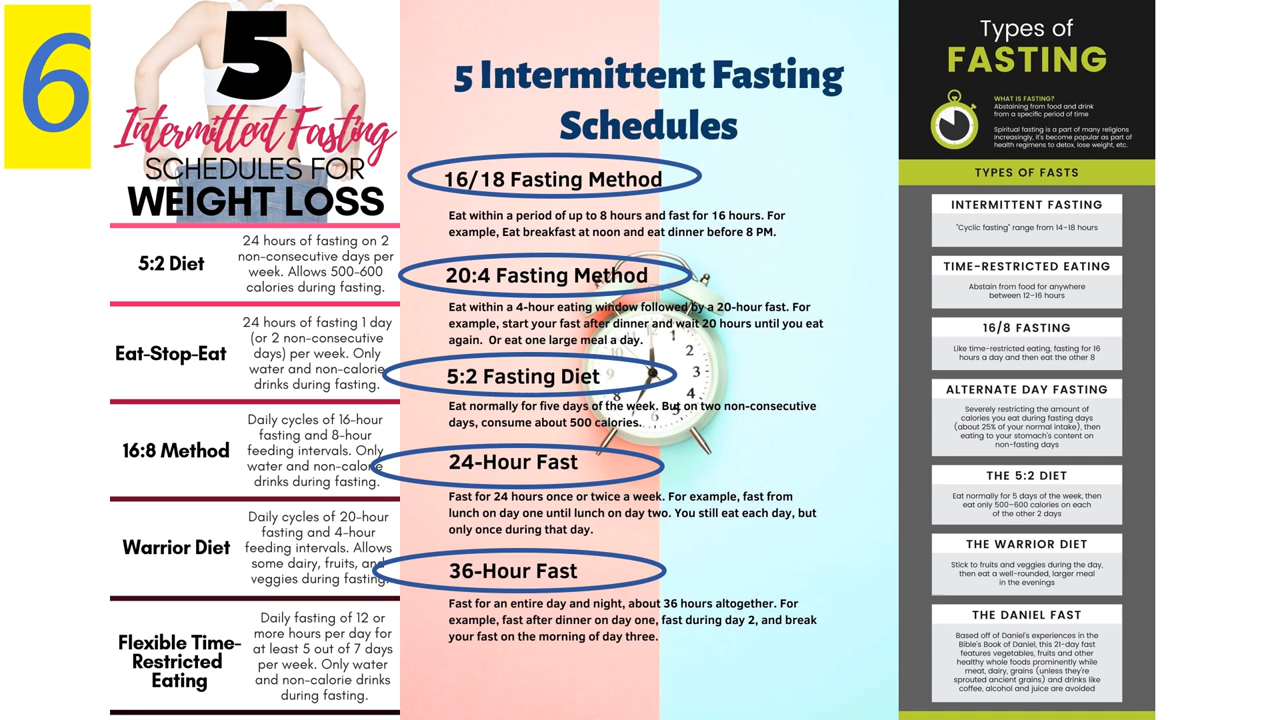 6
5
Intermittent Fasting
SCHEDULES FOR
WEIGHT LOSS
5:2 Diet
24 hours of fasting on 2
non-consecutive days per
week. Allows 500-600
calories during fasting.
Eat-Stop-Eat
24 hours of fasting 1 day
(or 2 non-consecutive
days) per week. Only
water and non-calorie
drinks during fasting.
16:8 Method
Daily cycles of 16-hour
fasting and 8-hour
feeding intervals. Only
water and non-calorie
drinks during fasting.
Warrior Diet
Daily cycles of 20-hour
fasting and 4-hour
feeding intervals. Allows
some dairy, fruits, and
veggies during fasting.
Flexible Time-
Restricted
Eating
Daily fasting of 12 or
more hours per day for
at least 5 out of 7 days
per week. Only water
and non-calorie drinks
during fasting.
5 Intermittent Fasting
Schedules
16/18 Fasting Method
Eat within a period of up to 8 hours and fast for 16 hours. For
example, Eat breakfast at noon and eat dinner before 8 PM.
20:4 Fasting Method
Eat within a 4-hour eating window followed by a 20-hour fast. For
example, start your fast after dinner and wait 20 hours until you eat
again. Or eat one large meal a day.
5:2 Fasting Diet
Eat normally for five days of the week. But on two non-consecutive
days, consume about 500 calories.
24-Hour Fast
Fast for 24 hours once or twice a week. For example, fast from
lunch on day one until lunch on day two. You still eat each day, but
only once during that day.
36-Hour Fast
Fast for an entire day and night, about 36 hours altogether. For
example, fast after dinner on day one, fast during day 2, and break
your fast on the morning of day three.
Types of
FASTING
WHAT IS FASTING?
Abstaining from food and drink
from a specific period of time
Spiritual fasting is a part of many religions
Increasingly, it's become popular as part of
health regimens to detox, lose weight, etc.
TYPES OF FASTS
INTERMITTENT FASTING
"Cyclic fasting" range from 14-18 hours
TIME-RESTRICTED EATING
Abstain from food for anywhere
between 12-16 hours
16/8 FASTING
Like time-restricted eating, fasting for 16
hours a day and then eat the other 8
ALTERNATE DAY FASTING
Severely restricting the amount of
calories you eat during fasting days
(about 25% of your normal intake), then
eating to your stomach's content on
non-fasting days
THE 5:2 DIET
Eat normally for 5 days of the week, then
eat only 500-600 calories on each
of the other 2 days
THE WARRIOR DIET
Stick to fruits and veggies during the day,
then eat a well-rounded, larger meal
in the evenings
THE DANIEL FAST
Based off of Daniel's experiences in the
Bible's Book of Daniel, this 21-day fast
features vegetables, fruits and other
healthy whole foods prominently while
meat, dairy, grains (unless they're
sprouted ancient grains) and drinks like
coffee, alcohol and juice are avoided